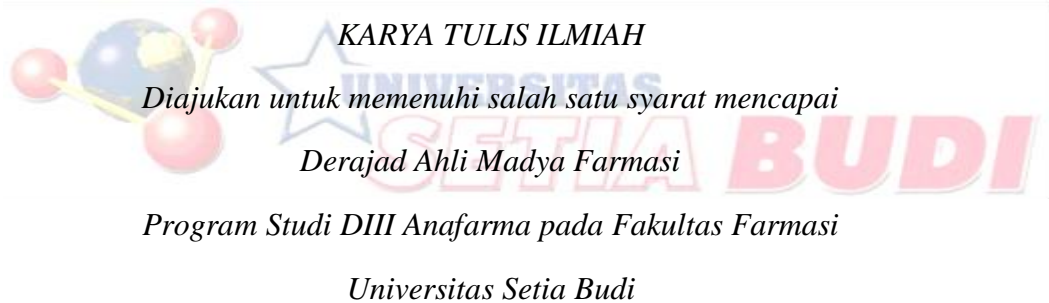 KARYA TULIS ILMIAH
UNIVERSITAS
Diajukan untuk memenuhi salah satu syarat mencapai
SETIA BUDI
Derajad Ahli Madya Farmasi
Program Studi DIII Anafarma pada Fakultas Farmasi
Universitas Setia Budi